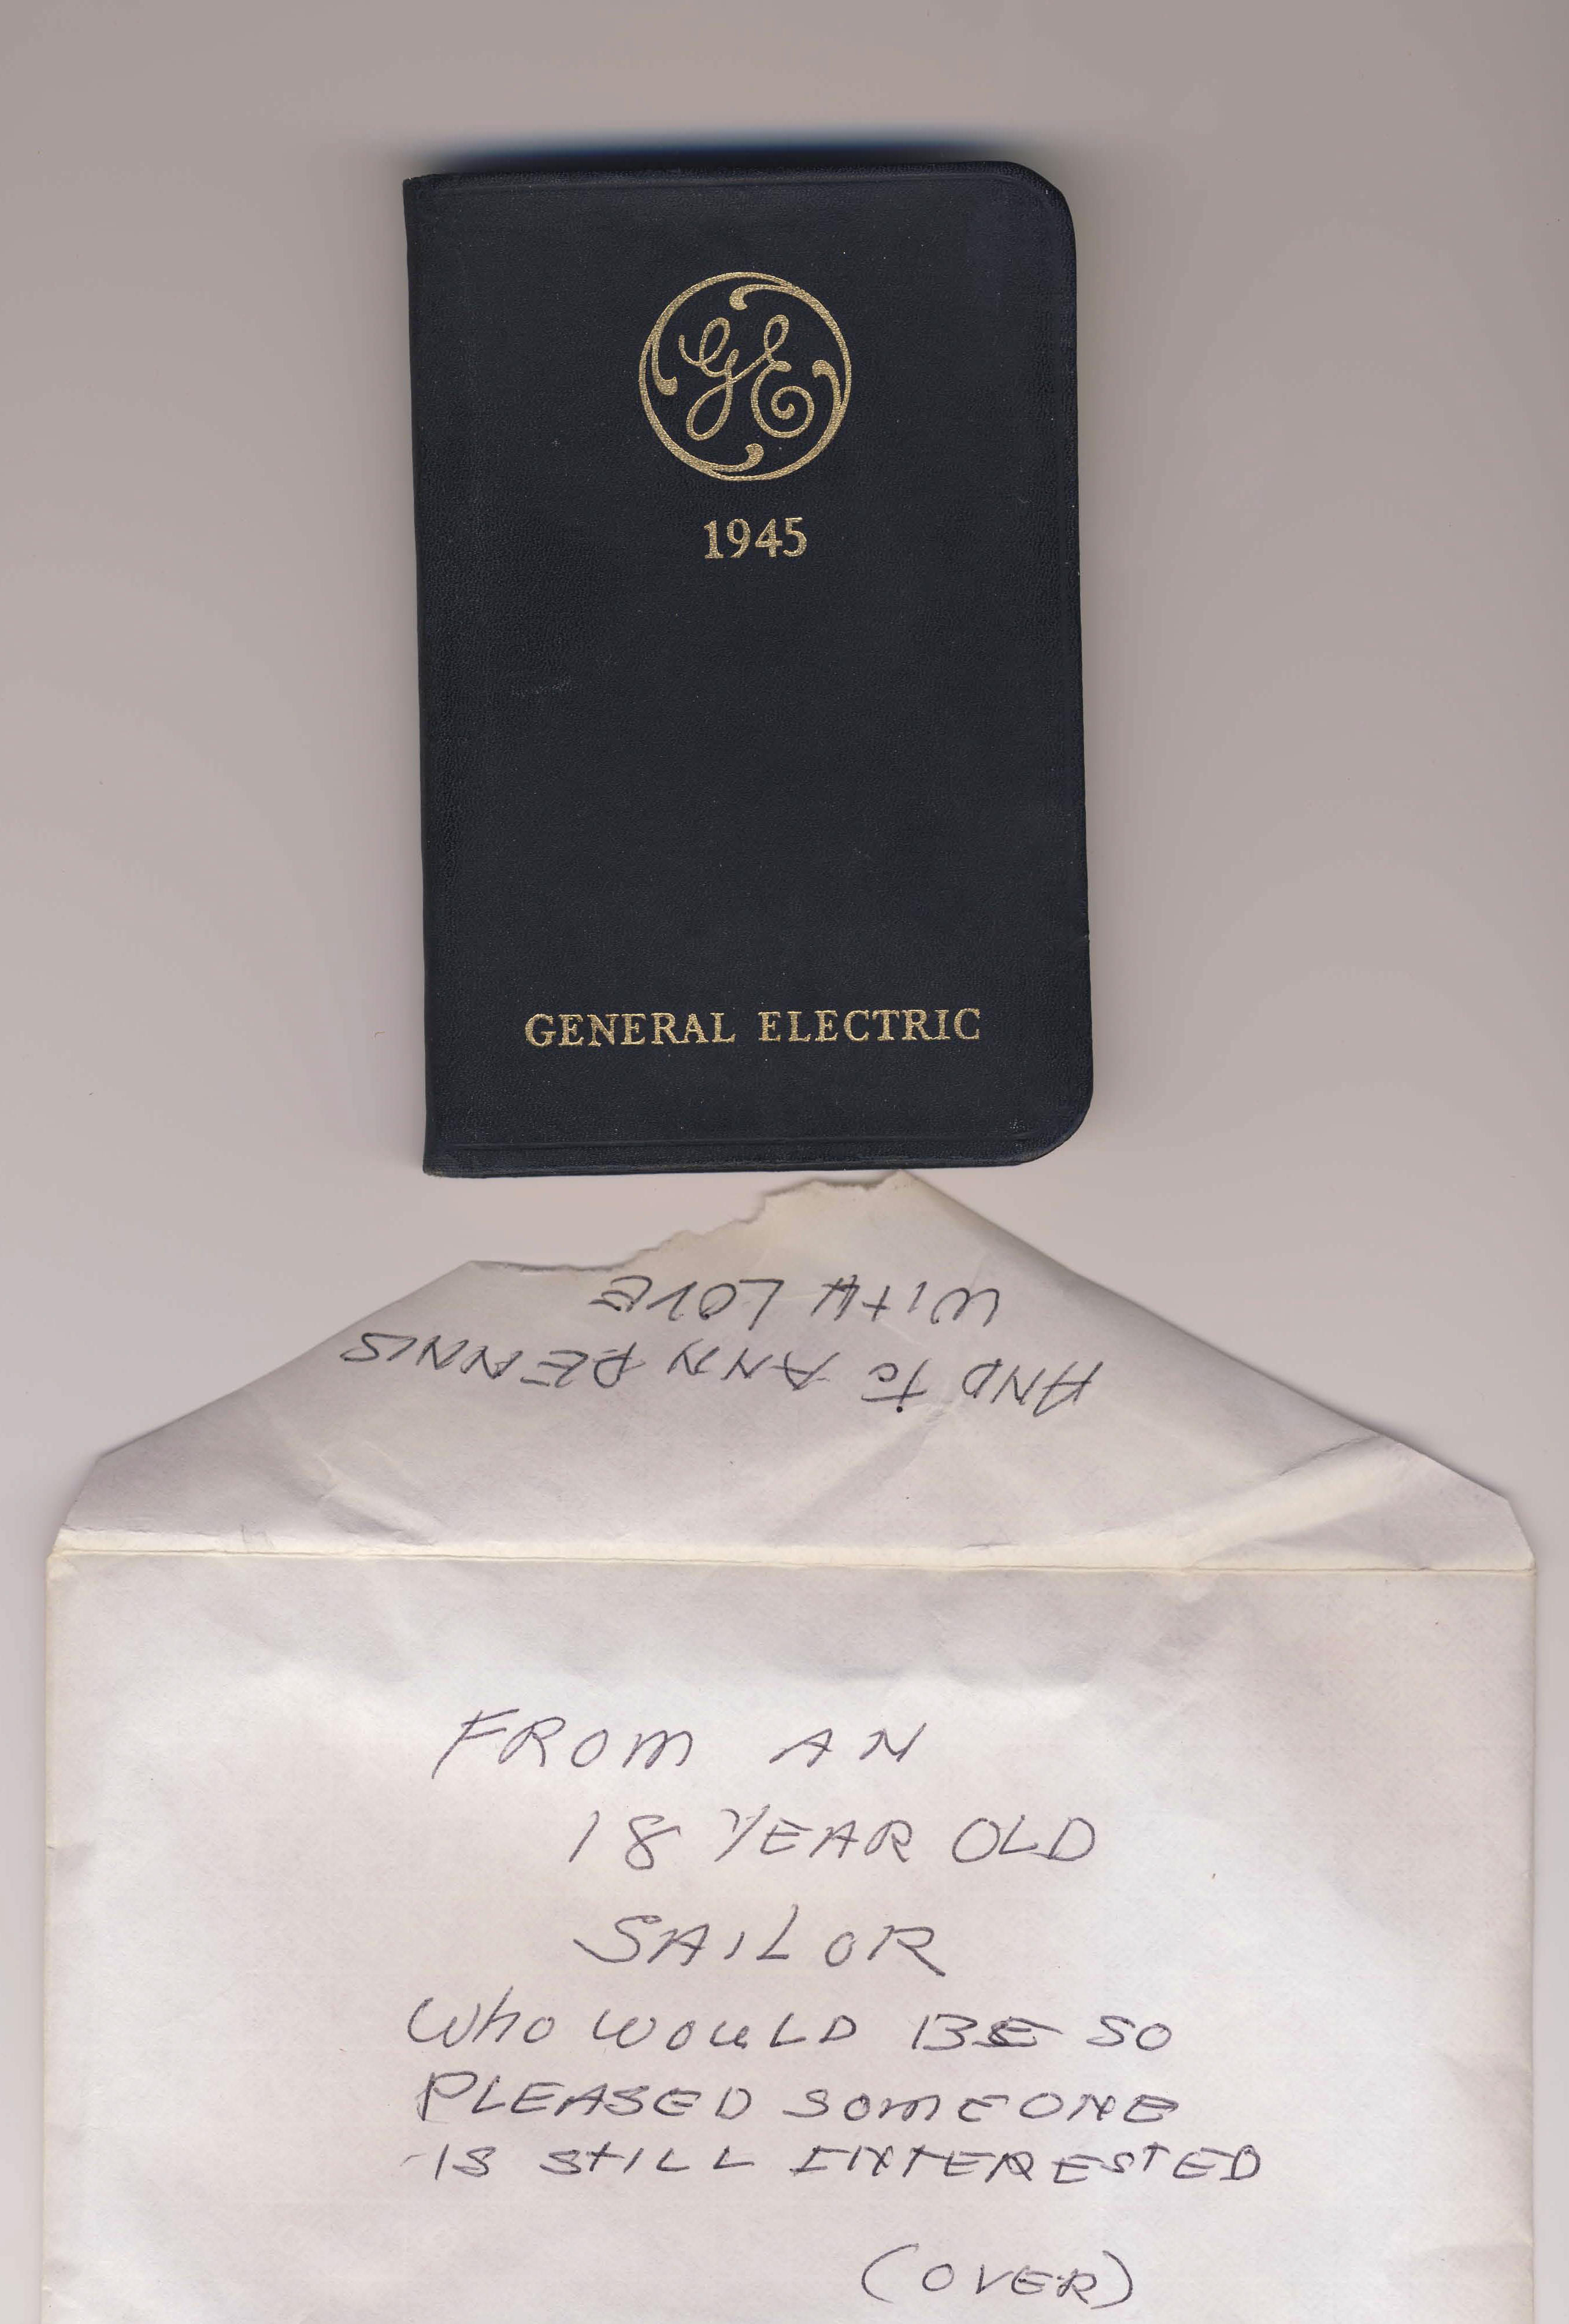 GE
1945
GENERAL ELECTRIC
AND TO ANN DENNIS
WITH LOVE
FROM AN
18 YEAR OLD
SAILOR
WHO WOULD BE SO
PLEASED SOMEONE
IS STILL INTERESTED
(OVER)